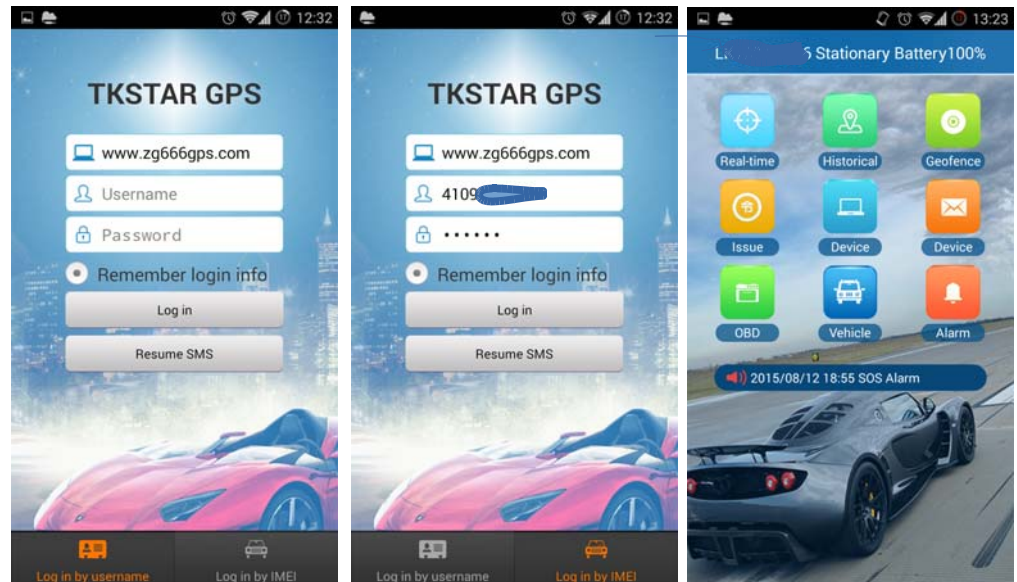 12:32
TKSTAR GPS
www.zg666gps.com
Username
Password
Remember login info
Log in
Resume SMS
Log in by username
Log in by IMEI
17
12:32
TKSTAR GPS
www.zg666gps.com
4109
••••••
Remember login info
Log in
Resume SMS
Log in by username
Log in by IMEI
13:23
6 Stationary Battery100%
Real-time
Historical
Geofence
Issue
Device
Device
OBD
Vehicle
Alarm
2015/08/12 18:55 SOS Alarm